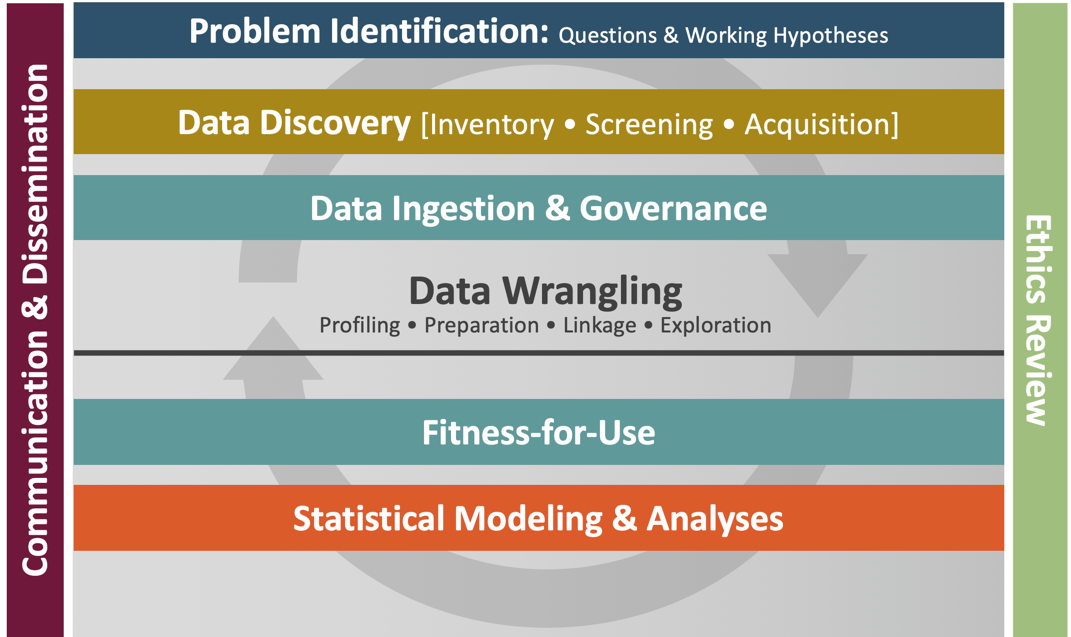 Problem Identification: Questions & Working Hypotheses
Data Discovery [Inventory • Screening • Acquisition]
Data Ingestion & Governance
Data Wrangling
Profiling • Preparation • Linkage • Exploration
Fitness-for-Use
Statistical Modeling & Analyses
Communication & Dissemination
Ethics Review